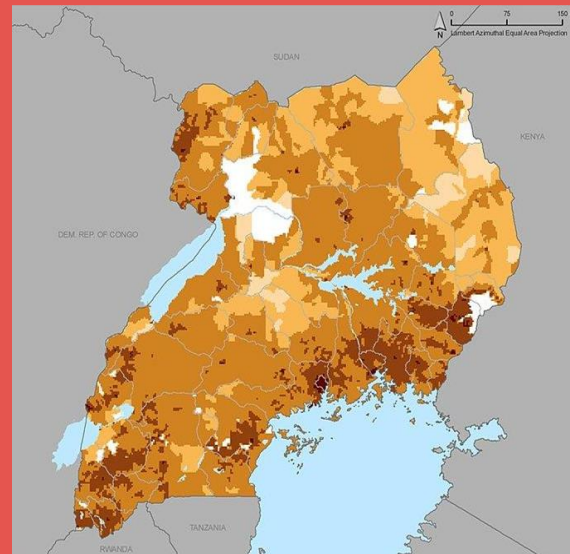 0 75 150
N Lambert Azimuthal Equal Area Projection
SUDAN
KENYA
DEM. REP. OF CONGO
TANZANIA
RWANDA